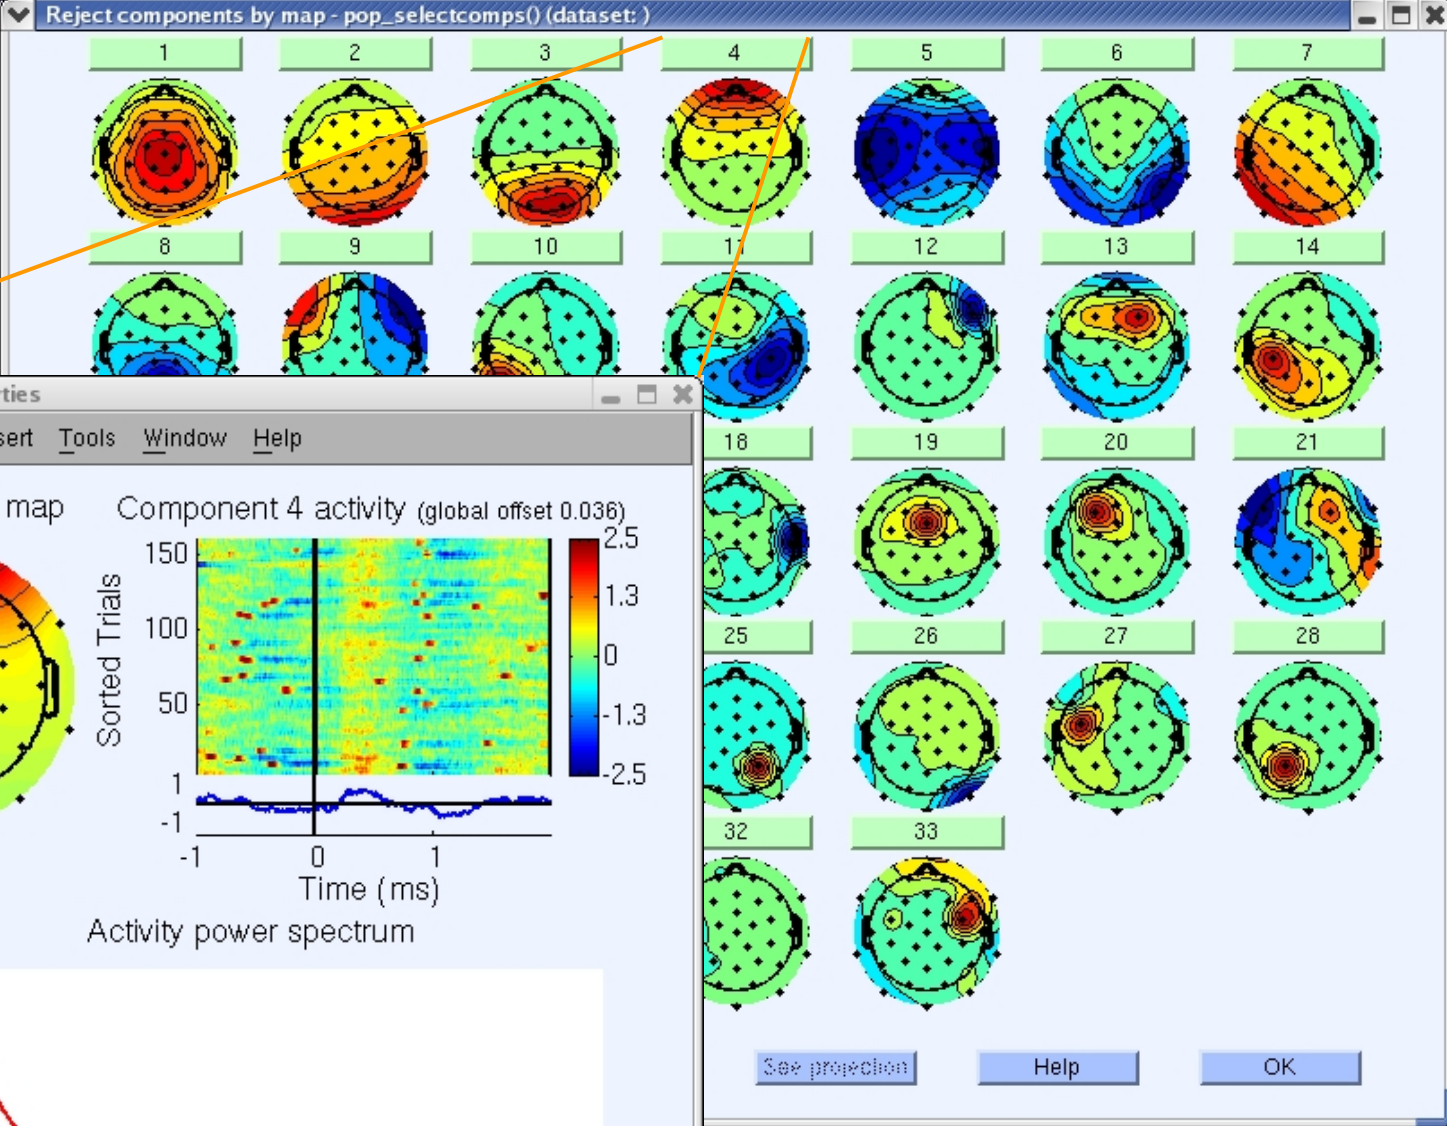 Reject components by map - pop_selectcomps() (dataset: )
1 2 3 4 5 6 7
8 9 10 11 12 13 14
ties
sert Tools Window Help
18 19 20 21
map Component 4 activity (global offset 0.036)
150 2.5
100 1.3
Sorted Trials
0
50 -1.3
1 -2.5
25 26 27 28
-1
-1 0 1
Time (ms)
32 33
Activity power spectrum
See projection Help OK